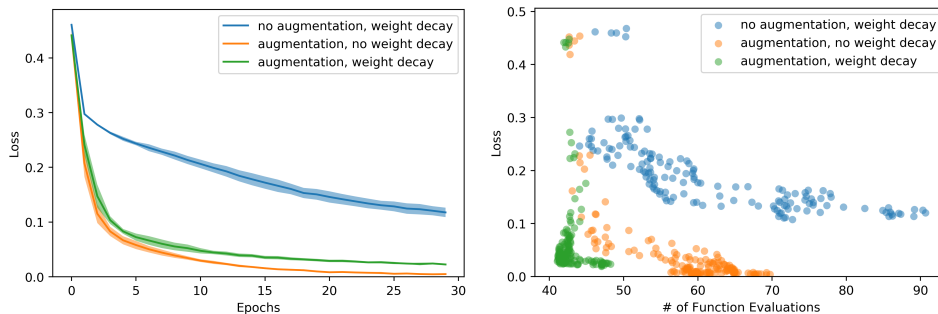 no augmentation, weight decay
augmentation, no weight decay
augmentation, weight decay
Loss
0.4
0.3
0.2
0.1
0.0
0
5
10
15
20
25
30
Epochs
no augmentation, weight decay
augmentation, no weight decay
augmentation, weight decay
Loss
0.5
0.4
0.3
0.2
0.1
0.0
40
50
60
70
80
90
# of Function Evaluations